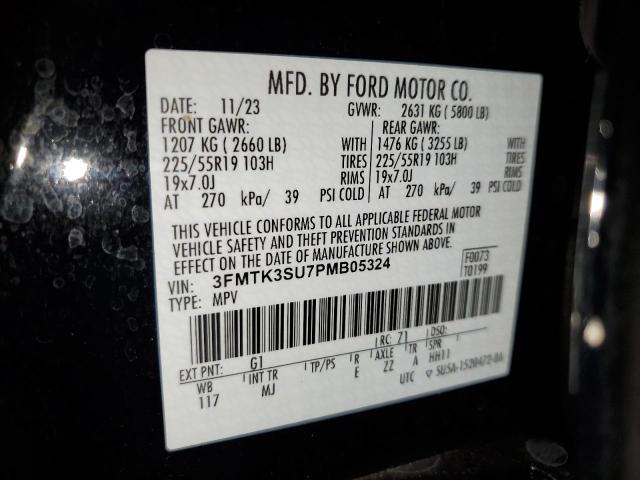 MFD. BY FORD MOTOR CO.
DATE: 11/23 GVWR: 2631 KG ( 5800 LB)
FRONT GAWR: REAR GAWR:
1207 KG ( 2660 LB) WITH 1476 KG ( 3255 LB) WITH
225/55R19 103H TIRES 225/55R19 103H TIRES
19x7.0J RIMS 19x7.0J RIMS
AT 270 kPa/ 39 PSI COLD AT 270 kPa/ 39 PSI COLD
THIS VEHICLE CONFORMS TO ALL APPLICABLE FEDERAL MOTOR
VEHICLE SAFETY AND THEFT PREVENTION STANDARDS IN
EFFECT ON THE DATE OF MANUFACTURE SHOWN ABOVE.
VIN: 3FMTK3SU7PMB05324 F0073
TYPE: MPV T0199
EXT PNT: G1 RC: 71 DSO:
WB INT TR TP/PS R AXLE TR SPR
117 MJ E ZZ A HH11
UTC SU5A-1520472-DA